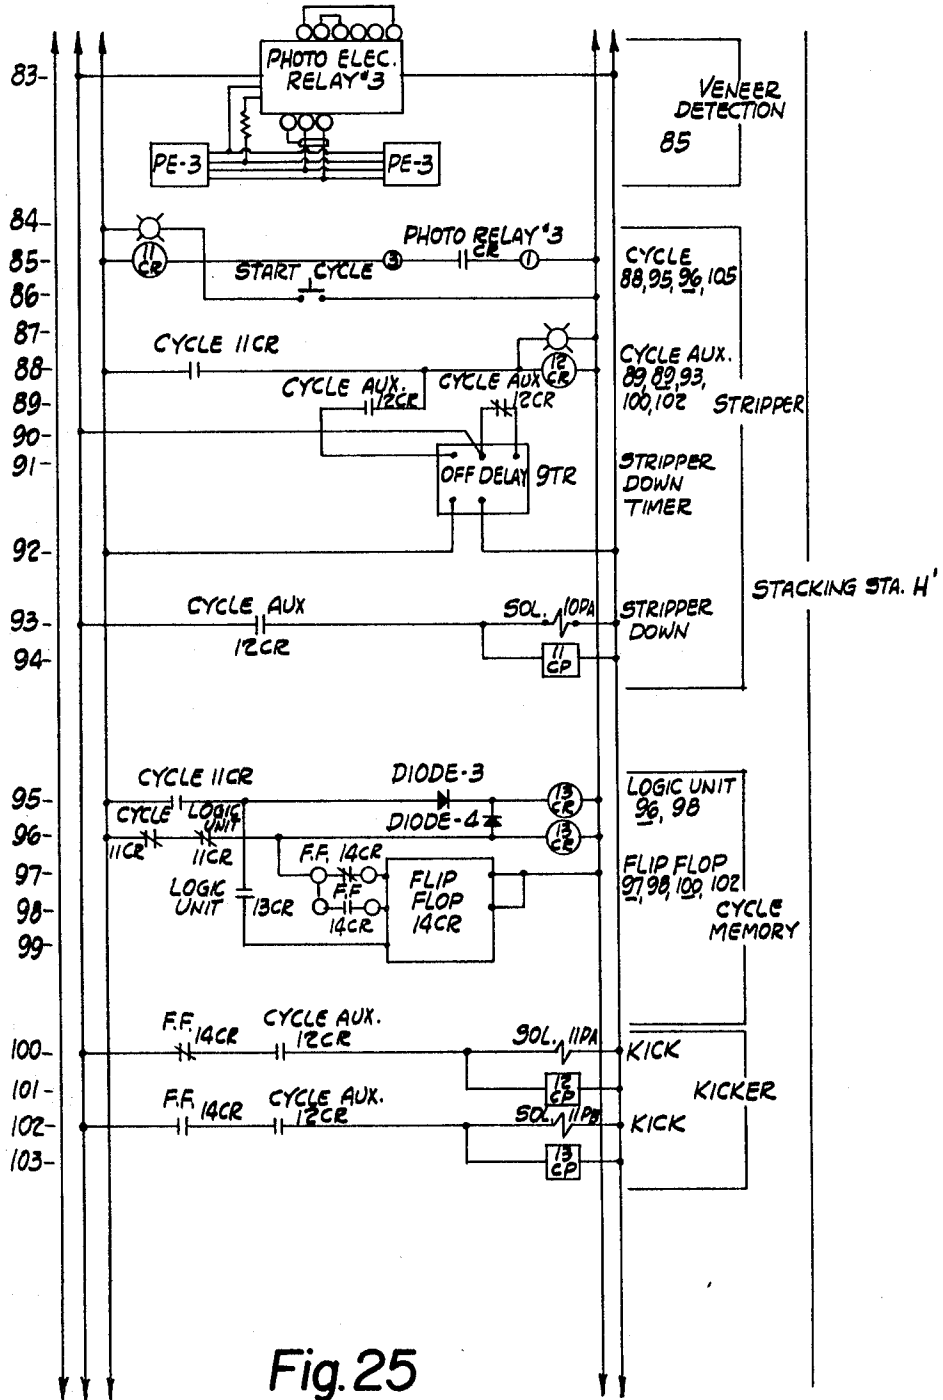 PHOTO ELEC.
RELAY #3
83-
VENEER
DETECTION
85
PE-3
PE-3
84-
PHOTO RELAY #3
CR
85-
11
CR
3
1
CYCLE
88, 95, 96, 105
START CYCLE
86-
87-
CYCLE 11CR
88-
12
CR
CYCLE AUX.
89, 89, 93,
100, 102
STRIPPER
CYCLE AUX.
12CR
CYCLE AUX
12CR
89-
90-
91-
OFF DELAY
9TR
STRIPPER
DOWN
TIMER
92-
STACKING STA. H'
CYCLE AUX
12CR
93-
SOL. 10PA
STRIPPER
DOWN
94-
11
CP
CYCLE 11CR
DIODE-3
95-
13
CR
LOGIC UNIT
96, 98
CYCLE
11CR
LOGIC
UNIT
11CR
DIODE-4
96-
13
CR
F.F. 14CR
97-
FLIP
FLOP
14CR
FLIP FLOP
97, 98, 100, 102
LOGIC
UNIT
13CR
F.F
14CR
98-
CYCLE
MEMORY
99-
F.F.
14CR
CYCLE AUX.
12CR
SOL. 11PA
100-
KICK
101-
12
CP
KICKER
F.F.
14CR
CYCLE AUX.
12CR
SOL. 11PB
102-
KICK
103-
13
CP
Fig. 25